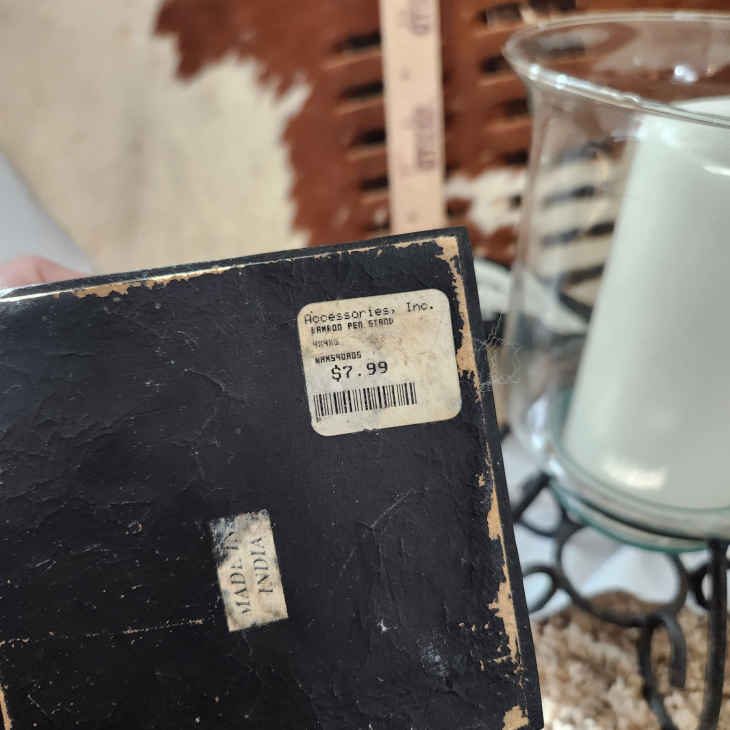 Accessories, Inc.
BAMBOO PEN STAND
$7.99
MADE IN
INDIA